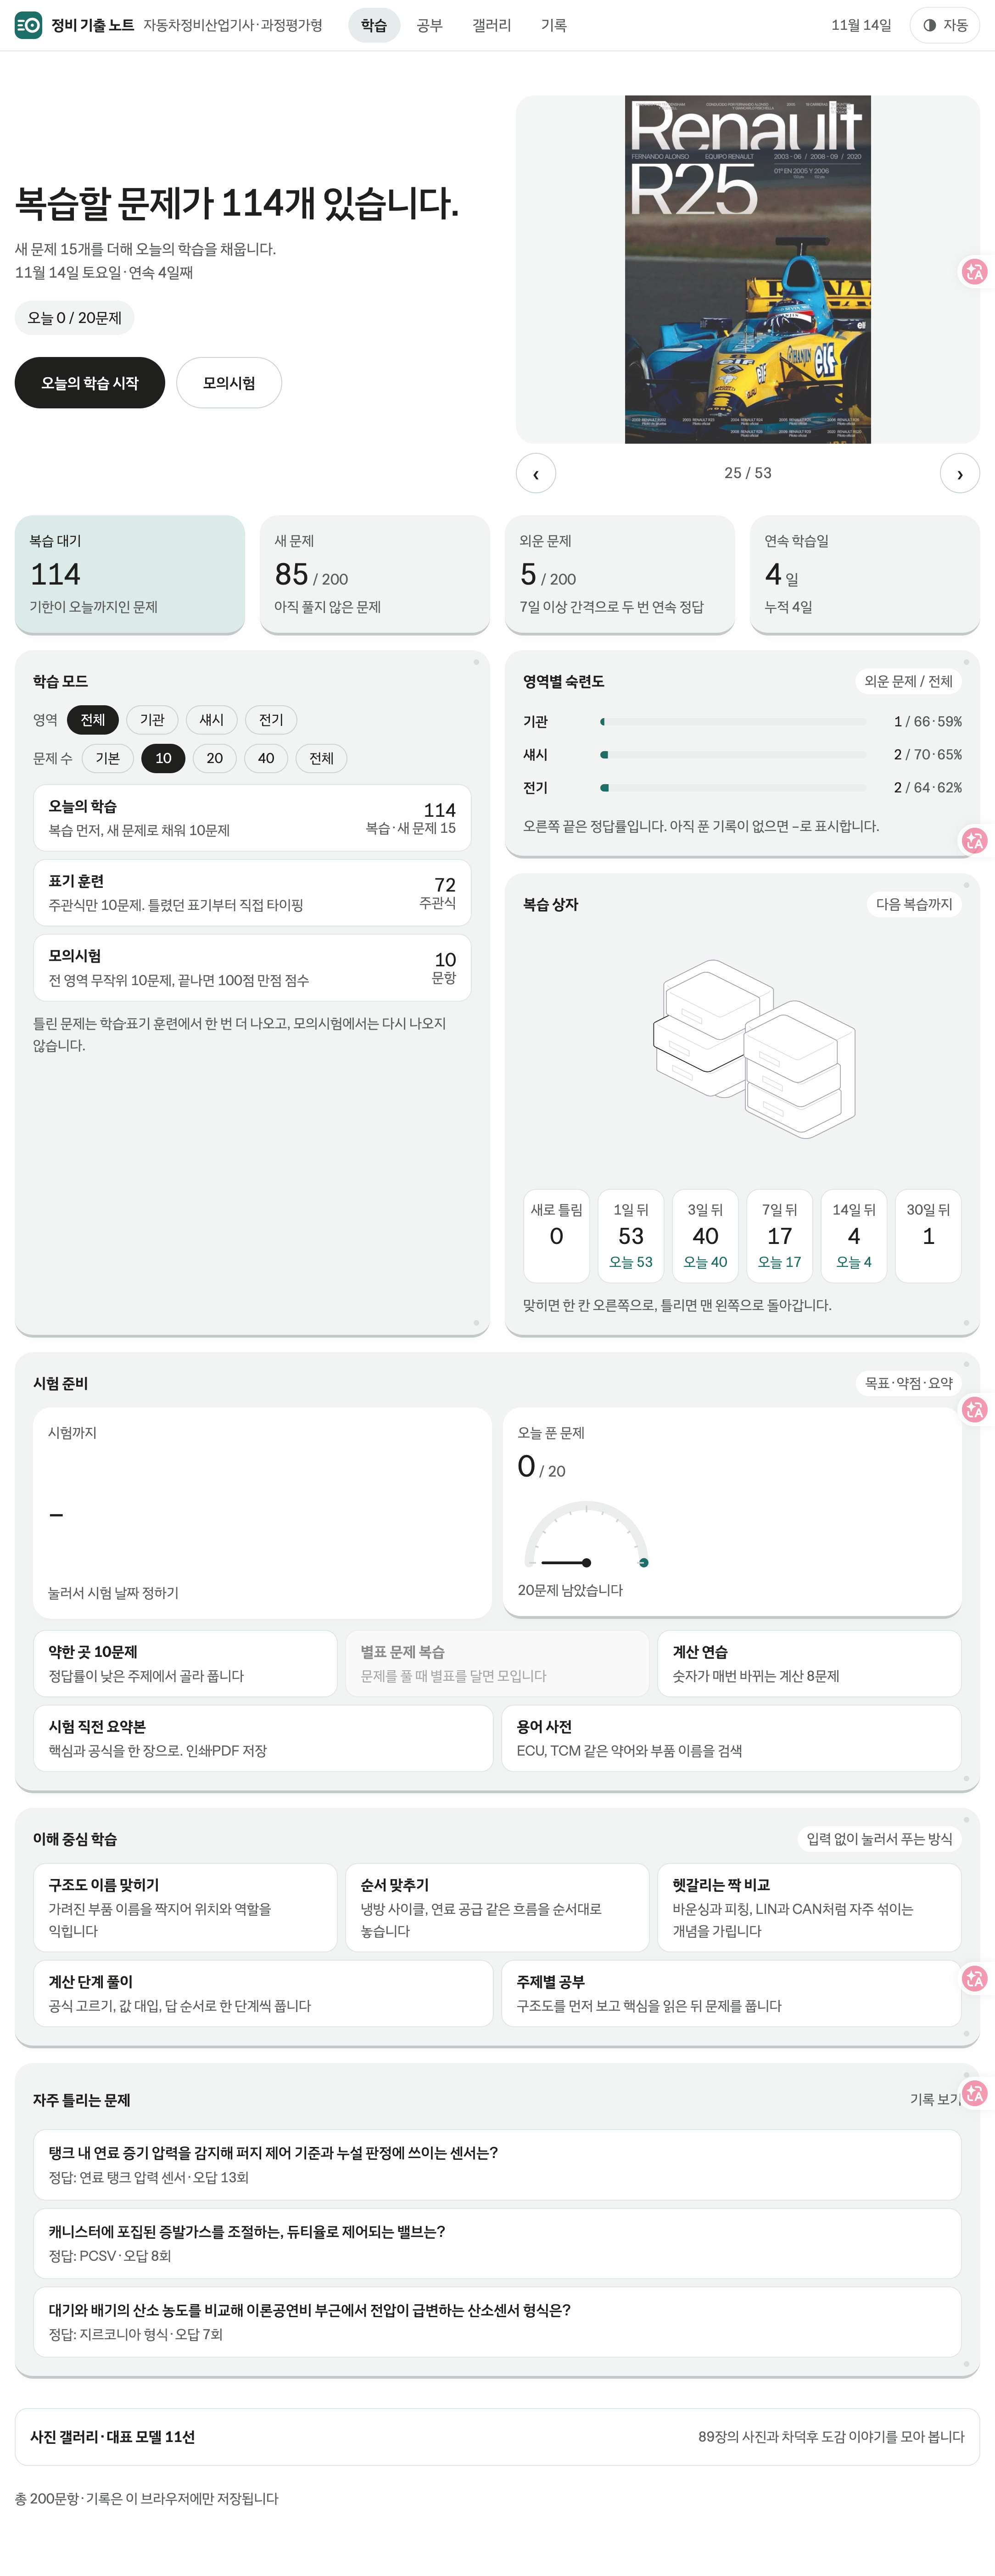 정비 기출 노트 자동차정비산업기사·과정평가형 학습 공부 갤러리 기록 11월 14일 자동
복습할 문제가 114개 있습니다.
새 문제 15개를 더해 오늘의 학습을 채웁니다.
11월 14일 토요일·연속 4일째
오늘 0 / 20문제
오늘의 학습 시작 모의시험
Renault
FERNANDO ALONSO EQUIPO RENAULT 2003 - 06 / 2008 - 09 / 2020
01º EN 2005 Y 2006
R25
elf
elf
‹ 25 / 53 ›
복습 대기
114
기한이 오늘까지인 문제
새 문제
85 / 200
아직 풀지 않은 문제
외운 문제
5 / 200
7일 이상 간격으로 두 번 연속 정답
연속 학습일
4 일
누적 4일
학습 모드
영역 전체 기관 섀시 전기
문제 수 기본 10 20 40 전체
오늘의 학습 114
복습 먼저, 새 문제로 채워 10문제 복습·새 문제 15
표기 훈련 72
주관식만 10문제. 틀렸던 표기부터 직접 타이핑 주관식
모의시험 10
전 영역 무작위 10문제, 끝나면 100점 만점 점수 문항
틀린 문제는 학습·표기 훈련에서 한 번 더 나오고, 모의시험에서는 다시 나오지
않습니다.
영역별 숙련도 외운 문제 / 전체
기관 1 / 66·59%
섀시 2 / 70·65%
전기 2 / 64·62%
오른쪽 끝은 정답률입니다. 아직 푼 기록이 없으면 –로 표시합니다.
복습 상자 다음 복습까지
새로 틀림 1일 뒤 3일 뒤 7일 뒤 14일 뒤 30일 뒤
0 53 40 17 4 1
오늘 53 오늘 40 오늘 17 오늘 4
맞히면 한 칸 오른쪽으로, 틀리면 맨 왼쪽으로 돌아갑니다.
시험 준비 목표·약점·요약
시험까지
–
눌러서 시험 날짜 정하기
오늘 푼 문제
0 / 20
20문제 남았습니다
약한 곳 10문제
정답률이 낮은 주제에서 골라 풉니다
별표 문제 복습
문제를 풀 때 별표를 달면 모입니다
계산 연습
숫자가 매번 바뀌는 계산 8문제
시험 직전 요약본
핵심과 공식을 한 장으로. 인쇄·PDF 저장
용어 사전
ECU, TCM 같은 약어와 부품 이름을 검색
이해 중심 학습 입력 없이 눌러서 푸는 방식
구조도 이름 맞히기
가려진 부품 이름을 짝지어 위치와 역할을
익힙니다
순서 맞추기
냉방 사이클, 연료 공급 같은 흐름을 순서대로
놓습니다
헷갈리는 짝 비교
바운싱과 피칭, LIN과 CAN처럼 자주 섞이는
개념을 가립니다
계산 단계 풀이
공식 고르기, 값 대입, 답 순서로 한 단계씩 풉니다
주제별 공부
구조도를 먼저 보고 핵심을 읽은 뒤 문제를 풉니다
자주 틀리는 문제 기록 보기
탱크 내 연료 증기 압력을 감지해 퍼지 제어 기준과 누설 판정에 쓰이는 센서는?
정답: 연료 탱크 압력 센서·오답 13회
캐니스터에 포집된 증발가스를 조절하는, 듀티율로 제어되는 밸브는?
정답: PCSV·오답 8회
대기와 배기의 산소 농도를 비교해 이론공연비 부근에서 전압이 급변하는 산소센서 형식은?
정답: 지르코니아 형식·오답 7회
사진 갤러리·대표 모델 11선 89장의 사진과 차덕후 도감 이야기를 모아 봅니다
총 200문항·기록은 이 브라우저에만 저장됩니다